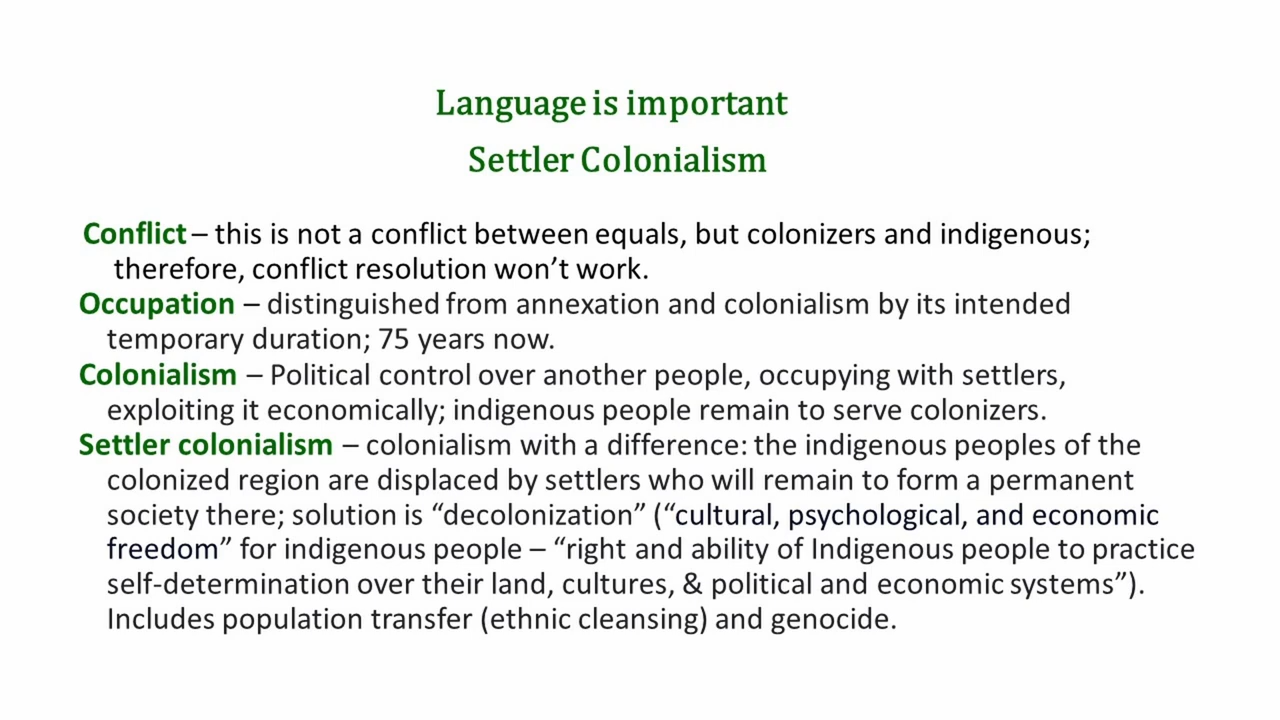 Language is important
Settler Colonialism
Conflict – this is not a conflict between equals, but colonizers and indigenous;
therefore, conflict resolution won’t work.
Occupation – distinguished from annexation and colonialism by its intended
temporary duration; 75 years now.
Colonialism – Political control over another people, occupying with settlers,
exploiting it economically; indigenous people remain to serve colonizers.
Settler colonialism – colonialism with a difference: the indigenous peoples of the
colonized region are displaced by settlers who will remain to form a permanent
society there; solution is “decolonization” (“cultural, psychological, and economic
freedom” for indigenous people – “right and ability of Indigenous people to practice
self-determination over their land, cultures, & political and economic systems”).
Includes population transfer (ethnic cleansing) and genocide.